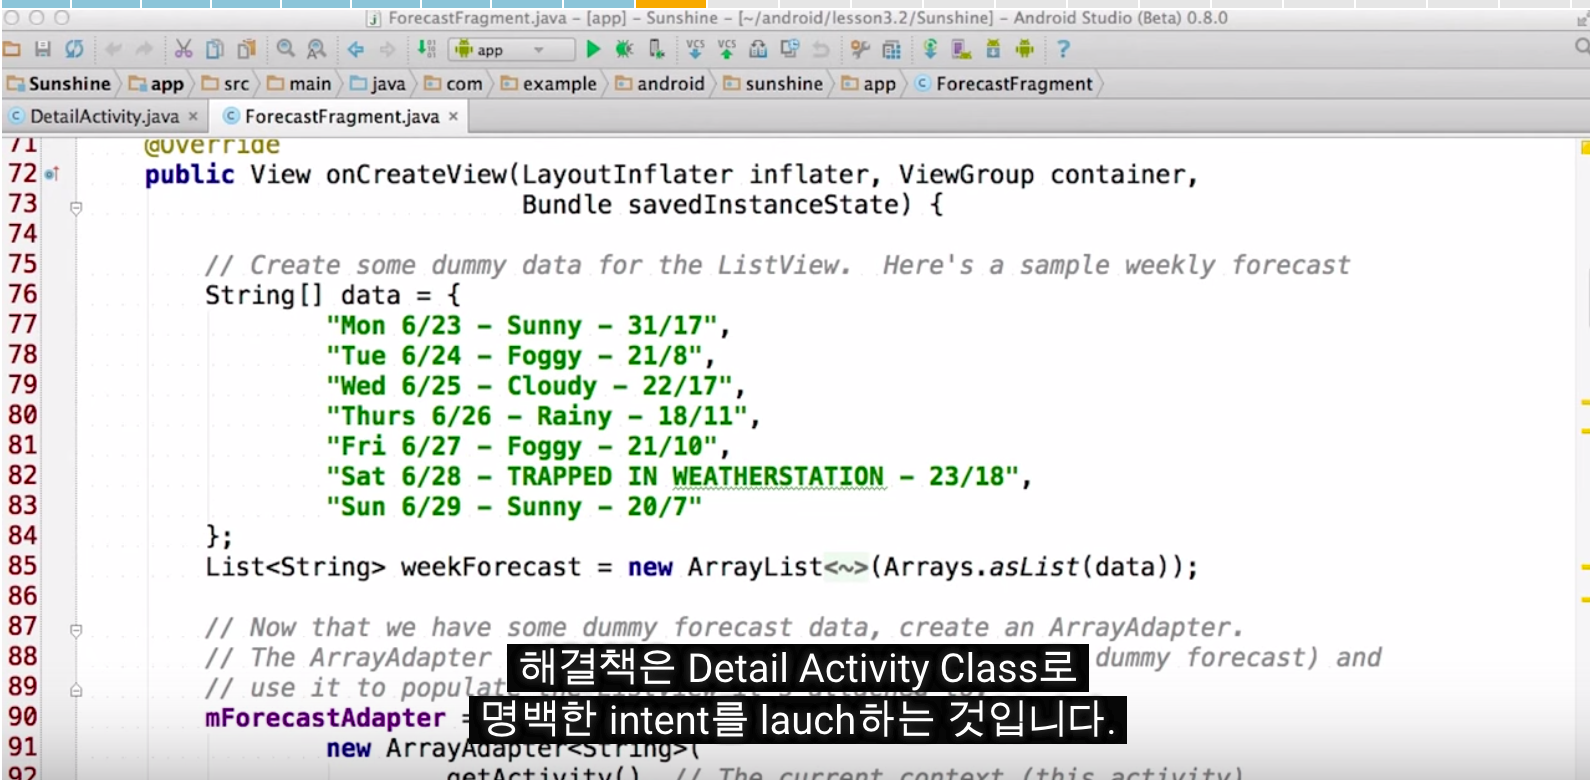 ForecastFragment.java – [app] – Sunshine – [~/android/lesson3.2/Sunshine] – Android Studio (Beta) 0.8.0
app VCS VCS ?
Sunshine app src main java com example android sunshine app ForecastFragment
DetailActivity.java × ForecastFragment.java ×
71 @Override
72 public View onCreateView(LayoutInflater inflater, ViewGroup container,
73 Bundle savedInstanceState) {
74
75 // Create some dummy data for the ListView.  Here's a sample weekly forecast
76 String[] data = {
77 "Mon 6/23 – Sunny – 31/17",
78 "Tue 6/24 – Foggy – 21/8",
79 "Wed 6/25 – Cloudy – 22/17",
80 "Thurs 6/26 – Rainy – 18/11",
81 "Fri 6/27 – Foggy – 21/10",
82 "Sat 6/28 – TRAPPED IN WEATHERSTATION – 23/18",
83 "Sun 6/29 – Sunny – 20/7"
84 };
85 List<String> weekForecast = new ArrayList<~>(Arrays.asList(data));
86
87 // Now that we have some dummy forecast data, create an ArrayAdapter.
88 // The ArrayAdapter dummy forecast) and
해결책은 Detail Activity Class로
89 // use it to populate the ListView it's attached to.
90 mForecastAdapter =
명백한 intent를 lauch하는 것입니다.
91 new ArrayAdapter<String>(
92 getActivity(), // The current context (this activity)